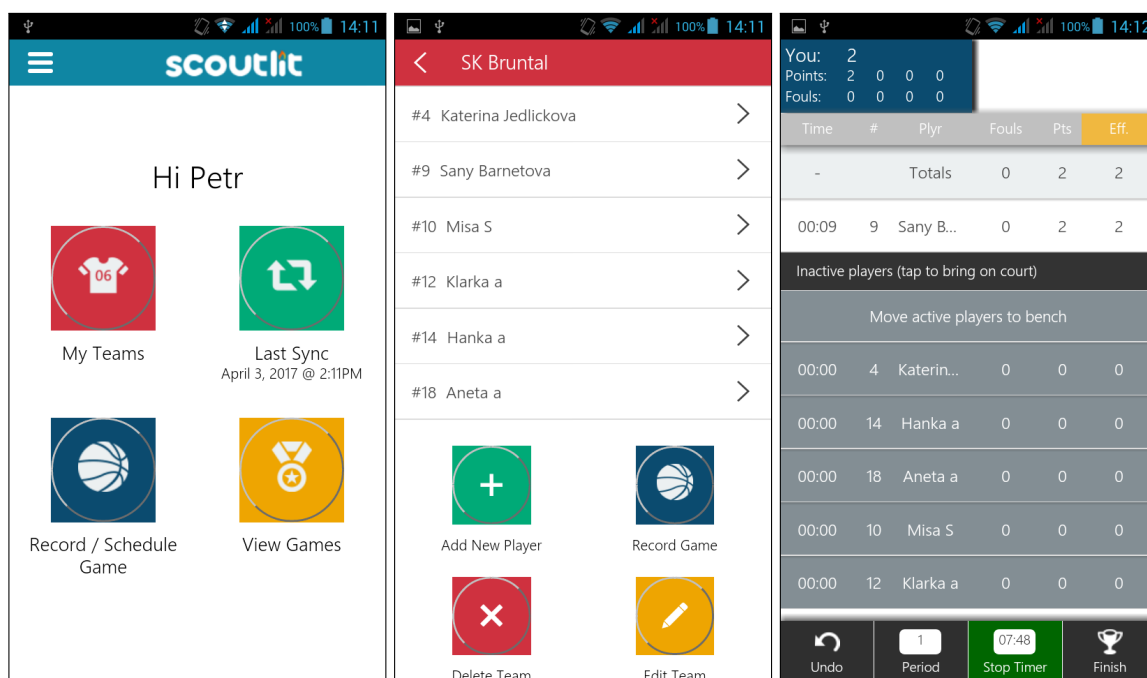 100% 14:11
scoutlit
Hi Petr
06
My Teams
Last Sync
April 3, 2017 @ 2:11PM
Record / Schedule
Game
View Games
100% 14:11
SK Bruntal
#4 Katerina Jedlickova
#9 Sany Barnetova
#10 Misa S
#12 Klarka a
#14 Hanka a
#18 Aneta a
Add New Player
Record Game
Delete Team
Edit Team
100% 14:12
You: 2
Points: 2 0 0 0
Fouls: 0 0 0 0
Time # Plyr Fouls Pts Eff.
- Totals 0 2 2
00:09 9 Sany B... 0 2 2
Inactive players (tap to bring on court)
Move active players to bench
00:00 4 Katerin... 0 0 0
00:00 14 Hanka a 0 0 0
00:00 18 Aneta a 0 0 0
00:00 10 Misa S 0 0 0
00:00 12 Klarka a 0 0 0
Undo
1
Period
07:48
Stop Timer
Finish